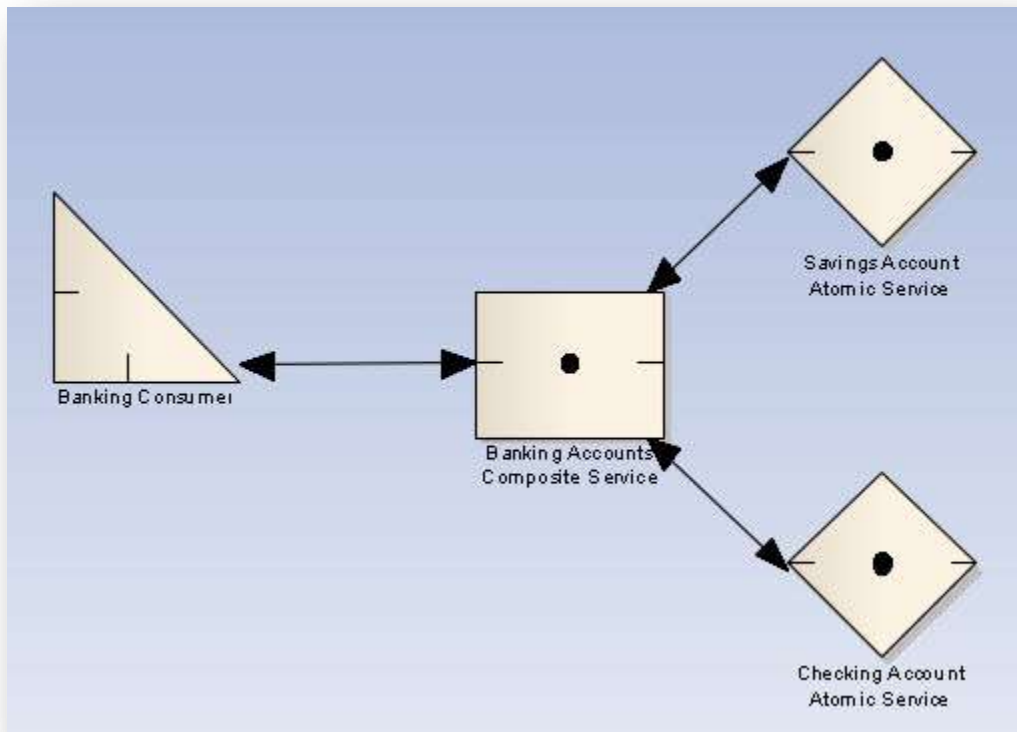 Savings Account
Atomic Service
Banking Consumer
Banking Accounts
Composite Service
Checking Account
Atomic Service